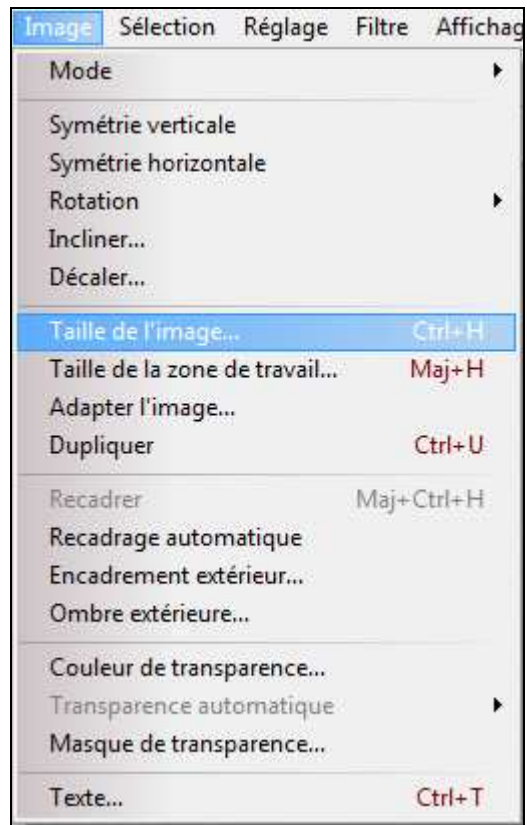 Image Sélection Réglage Filtre Affichag
Mode
Symétrie verticale
Symétrie horizontale
Rotation
Incliner...
Décaler...
Taille de l'image... Ctrl+H
Taille de la zone de travail... Maj+H
Adapter l'image...
Dupliquer Ctrl+U
Recadrer Maj+Ctrl+H
Recadrage automatique
Encadrement extérieur...
Ombre extérieure...
Couleur de transparence...
Transparence automatique
Masque de transparence...
Texte... Ctrl+T